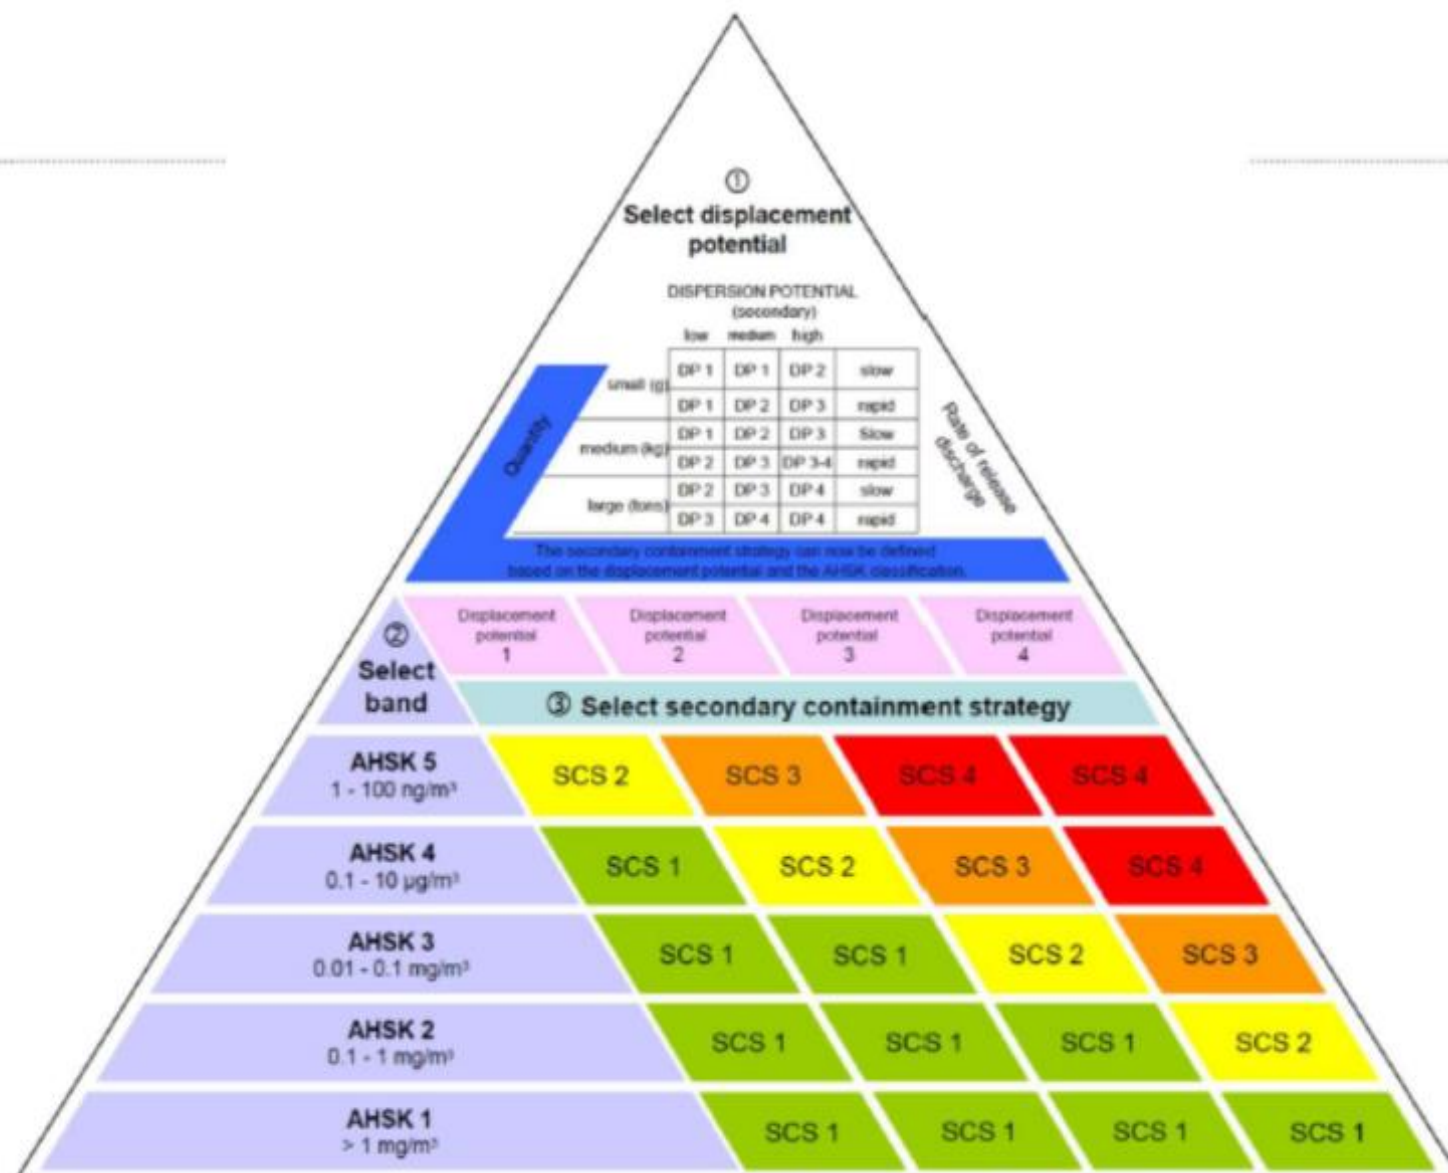 ①
Select displacement
potential
DISPERSION POTENTIAL
(secondary)
low medium high
small (g) DP 1 DP 1 DP 2 slow
DP 1 DP 2 DP 3 rapid
medium (kg) DP 1 DP 2 DP 3 Slow
DP 2 DP 3 DP 3-4 rapid
large (tons) DP 2 DP 3 DP 4 slow
DP 3 DP 4 DP 4 rapid
Quantity
Rate of release
discharge
The secondary containment strategy can now be defined
based on the displacement potential and the AHSK classification.
②
Select
band
Displacement
potential
1
Displacement
potential
2
Displacement
potential
3
Displacement
potential
4
③ Select secondary containment strategy
AHSK 5
1 - 100 ng/m³
SCS 2 SCS 3 SCS 4 SCS 4
AHSK 4
0.1 - 10 µg/m³
SCS 1 SCS 2 SCS 3 SCS 4
AHSK 3
0.01 - 0.1 mg/m³
SCS 1 SCS 1 SCS 2 SCS 3
AHSK 2
0.1 - 1 mg/m³
SCS 1 SCS 1 SCS 1 SCS 2
AHSK 1
> 1 mg/m³
SCS 1 SCS 1 SCS 1 SCS 1